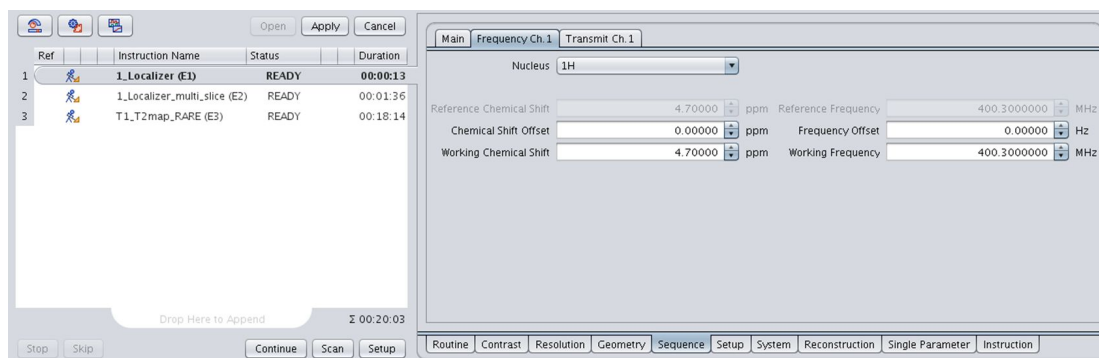 Open Apply Cancel
Ref Instruction Name Status Duration
1 1_Localizer (E1) READY 00:00:13
2 1_Localizer_multi_slice (E2) READY 00:01:36
3 T1_T2map_RARE (E3) READY 00:18:14
Drop Here to Append Σ 00:20:03
Stop Skip Continue Scan Setup
Main Frequency Ch.1 Transmit Ch.1
Nucleus 1H
Reference Chemical Shift 4.70000 ppm Reference Frequency 400.3000000 MHz
Chemical Shift Offset 0.00000 ppm Frequency Offset 0.00000 Hz
Working Chemical Shift 4.70000 ppm Working Frequency 400.3000000 MHz
Routine Contrast Resolution Geometry Sequence Setup System Reconstruction Single Parameter Instruction